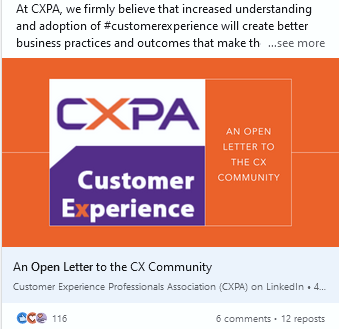 At CXPA, we firmly believe that increased understanding
and adoption of #customerexperience will create better
business practices and outcomes that make th ...see more
CXPA
Customer
Experience
AN OPEN
LETTER TO
THE CX
COMMUNITY
An Open Letter to the CX Community
Customer Experience Professionals Association (CXPA) on LinkedIn • 4...
116
6 comments • 12 reposts